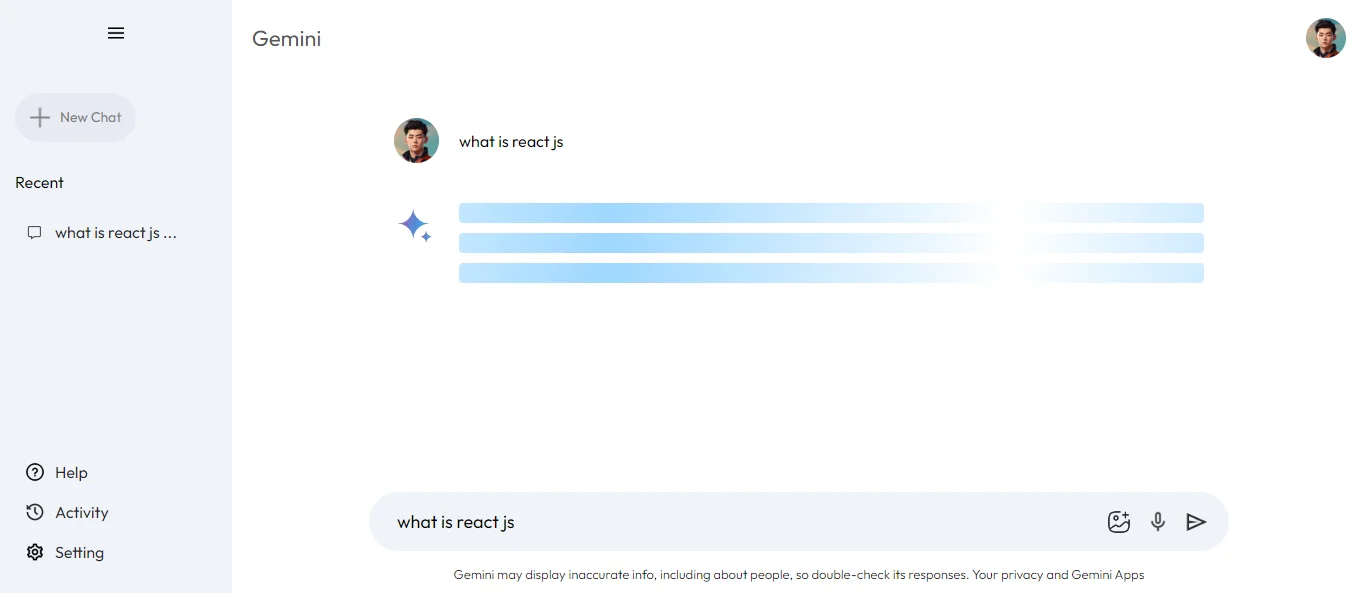 Gemini
New Chat
Recent
what is react js ...
Help
Activity
Setting
what is react js
what is react js
Gemini may display inaccurate info, including about people, so double-check its responses. Your privacy and Gemini Apps